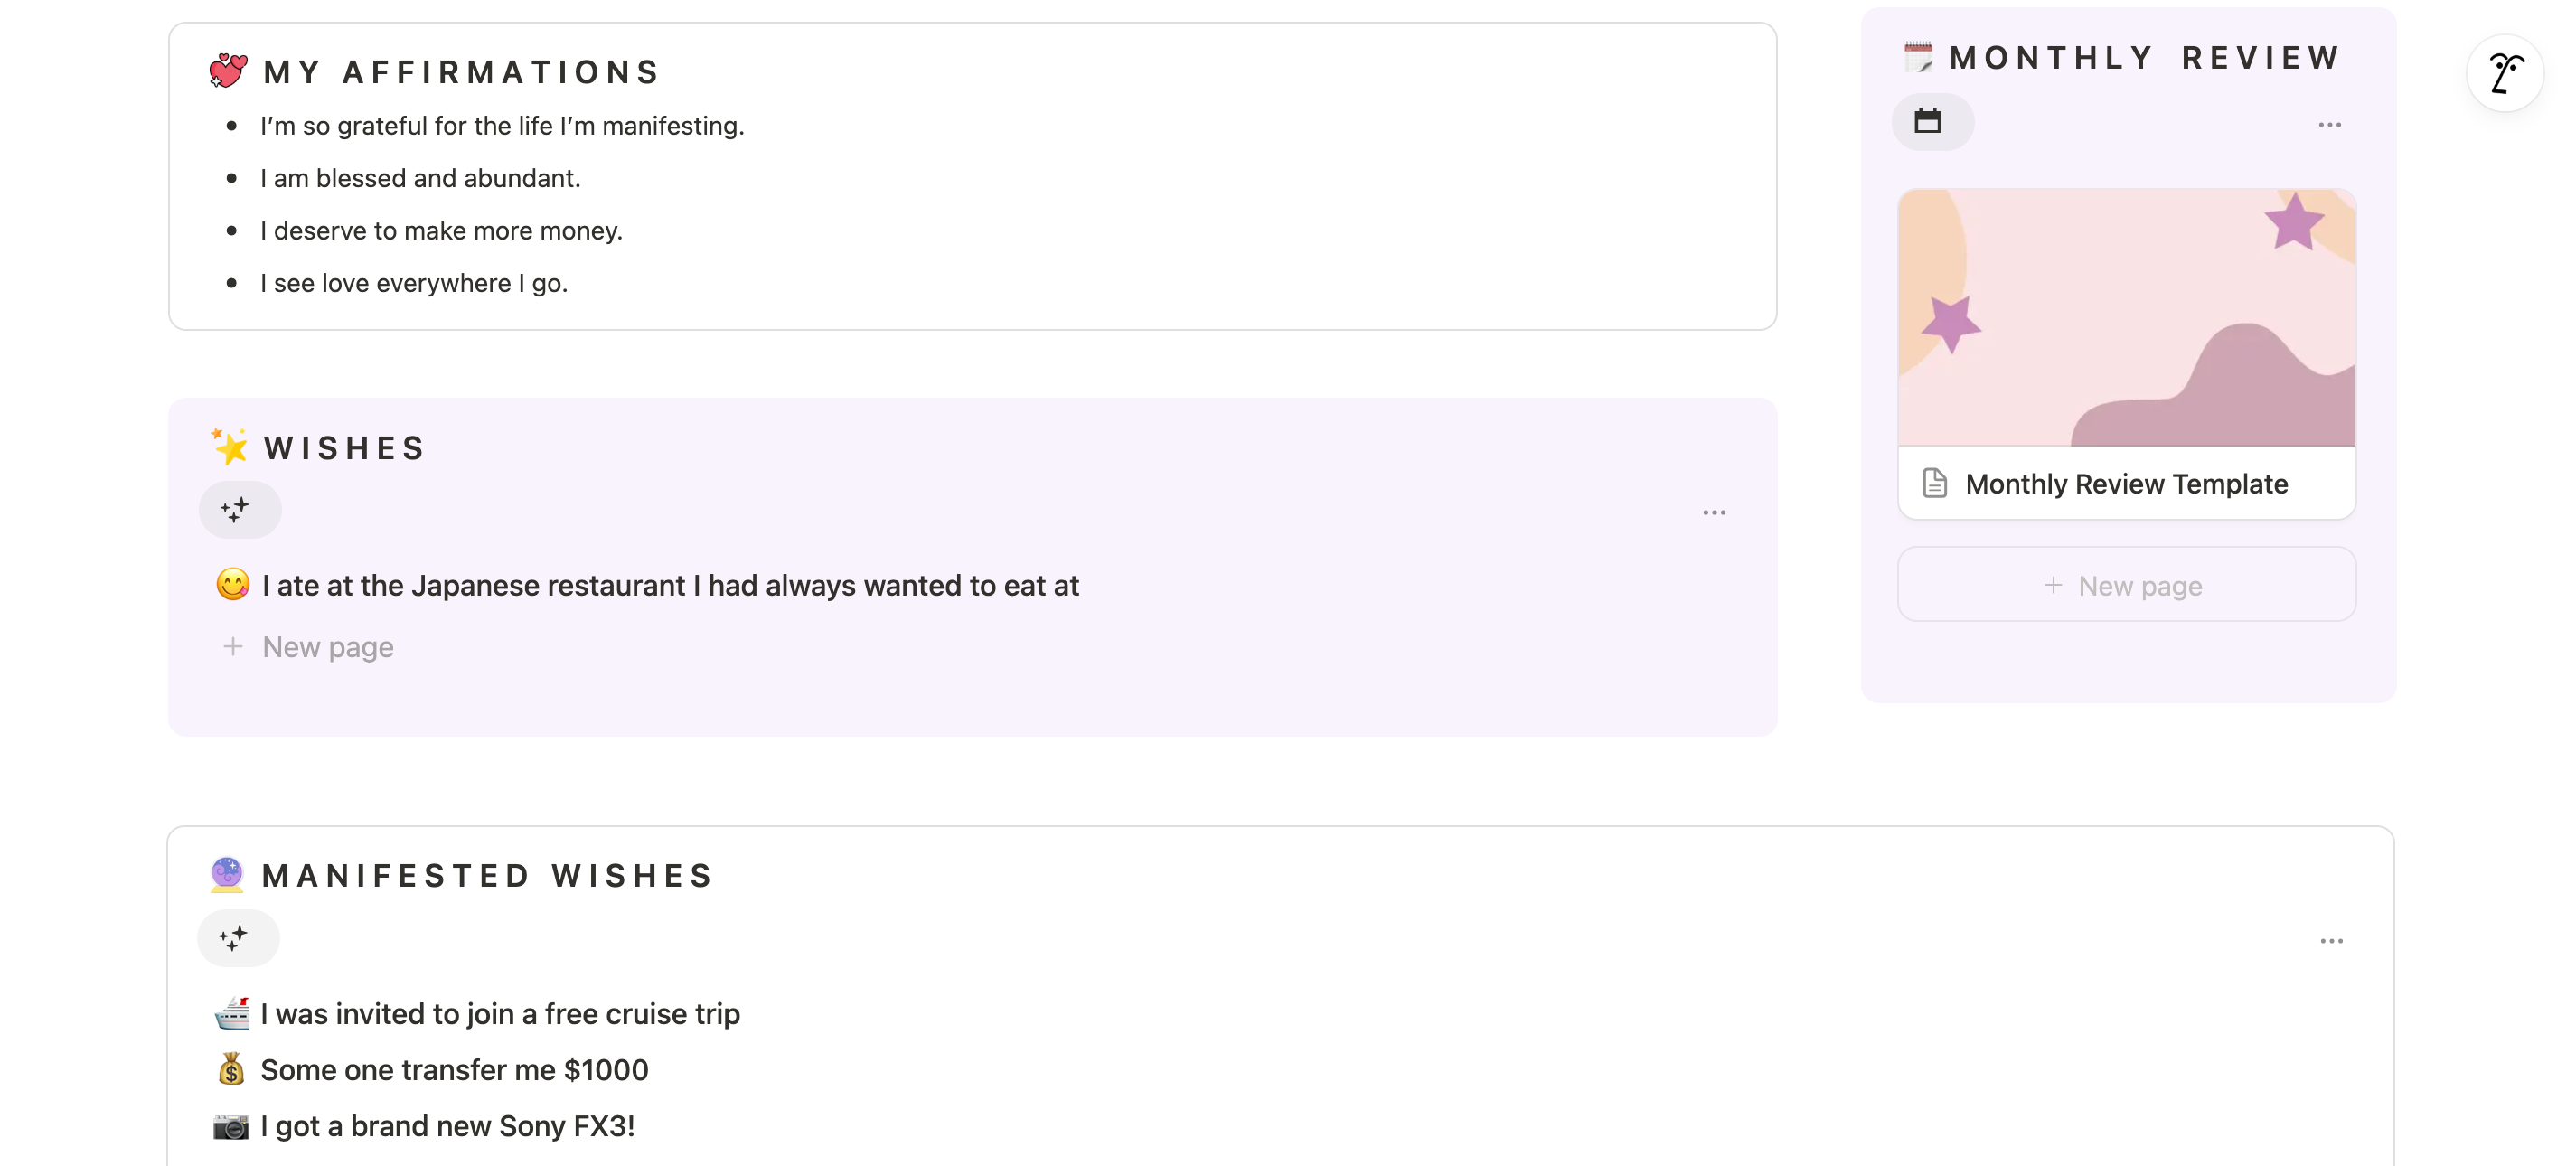 MY AFFIRMATIONS
I’m so grateful for the life I’m manifesting.
I am blessed and abundant.
I deserve to make more money.
I see love everywhere I go.
WISHES
I ate at the Japanese restaurant I had always wanted to eat at
New page
MONTHLY REVIEW
Monthly Review Template
New page
MANIFESTED WISHES
I was invited to join a free cruise trip
Some one transfer me $1000
I got a brand new Sony FX3!